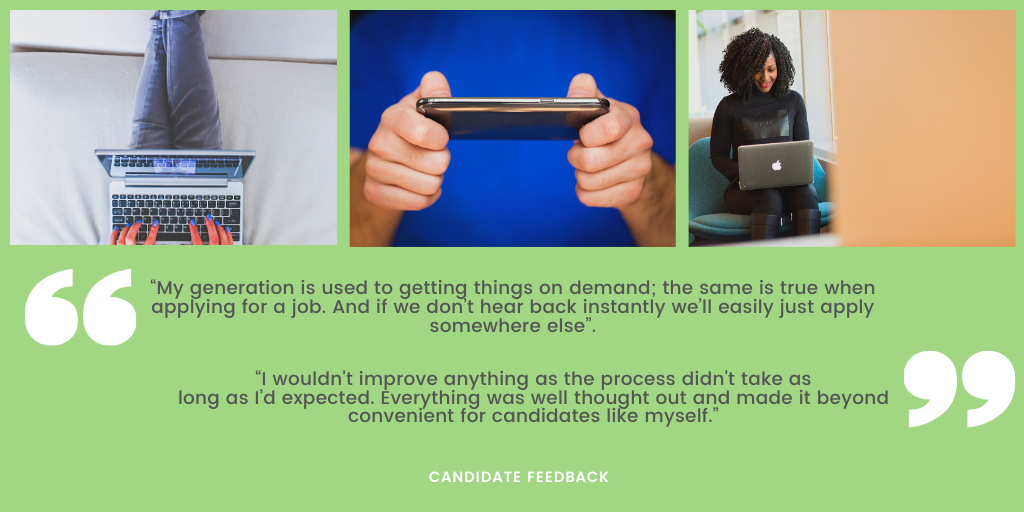 “My generation is used to getting things on demand; the same is true when
applying for a job. And if we don't hear back instantly we'll easily just apply
somewhere else”.
“I wouldn't improve anything as the process didn't take as
long as I'd expected. Everything was well thought out and made it beyond
convenient for candidates like myself.”
CANDIDATE FEEDBACK